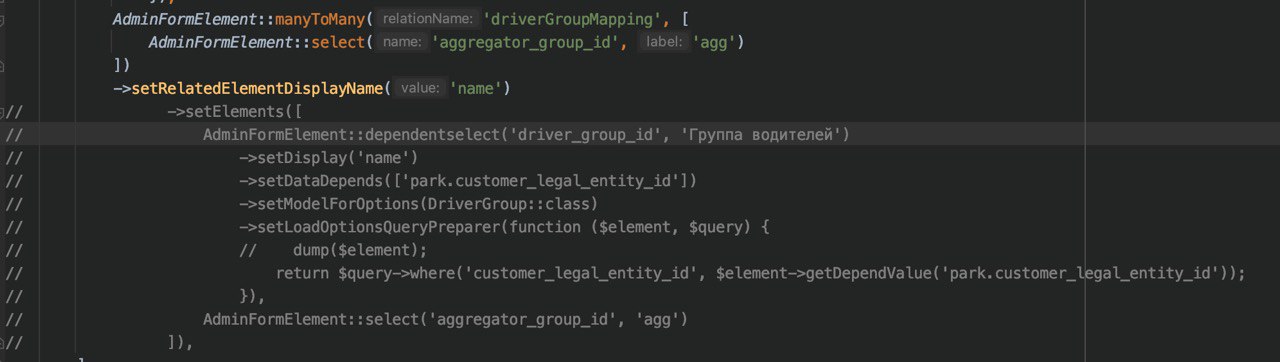 AdminFormElement::manyToMany( relationName: 'driverGroupMapping', [
AdminFormElement::select( name: 'aggregator_group_id', label: 'agg')
])
->setRelatedElementDisplayName( value: 'name')
// ->setElements([
// AdminFormElement::dependentselect('driver_group_id', 'Группа водителей')
// ->setDisplay('name')
// ->setDataDepends(['park.customer_legal_entity_id'])
// ->setModelForOptions(DriverGroup::class)
// ->setLoadOptionsQueryPreparer(function ($element, $query) {
// // dump($element);
// return $query->where('customer_legal_entity_id', $element->getDependValue('park.customer_legal_entity_id'));
// }),
// AdminFormElement::select('aggregator_group_id', 'agg')
// ]),